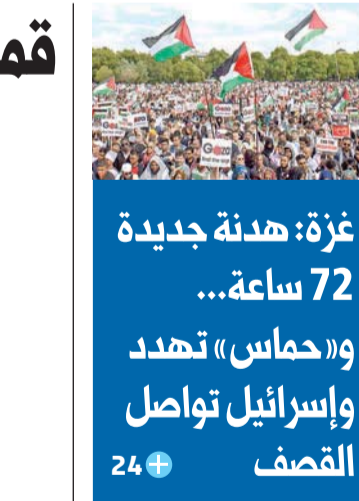 غزة: هدنة جديدة
72 ساعة...
و«حماس» تهدد
وإسرائيل تواصل
القصف
24